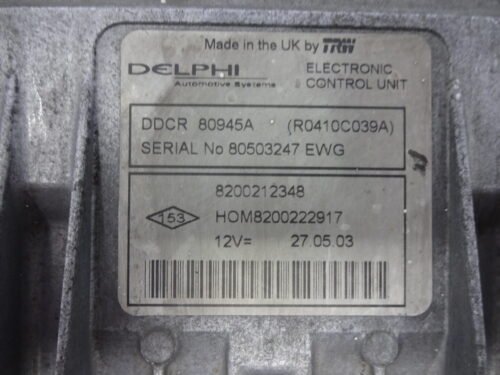 Made in the UK by TRW
DELPHI
Automotive Systems
ELECTRONIC
CONTROL UNIT
DDCR 80945A (R0410C039A)
SERIAL No 80503247 EWG
8200212348
153
HOM8200222917
12V= 27.05.03